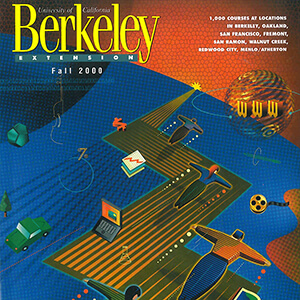 University of California
Berkeley
EXTENSION
Fall 2000
1,000 COURSES AT LOCATIONS
IN BERKELEY, OAKLAND,
SAN FRANCISCO, FREMONT,
SAN RAMON, WALNUT CREEK,
REDWOOD CITY, MENLO/ATHERTON
WWW